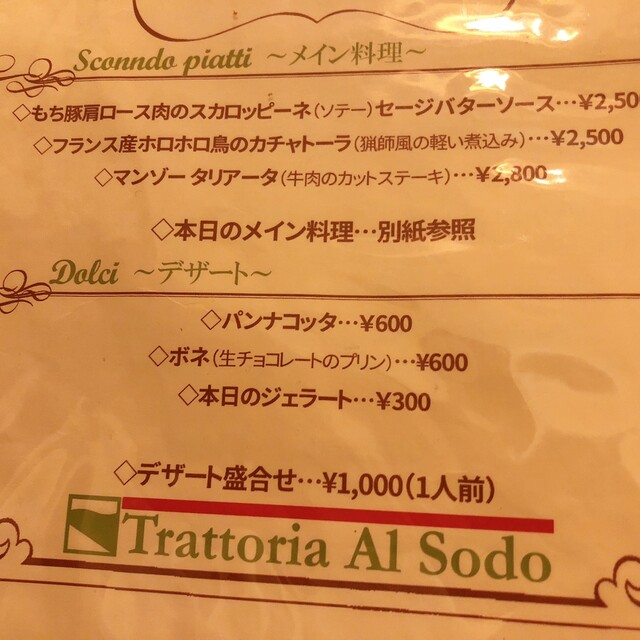 Sconndo piatti ～メイン料理～
◇もち豚肩ロース肉のスカロッピーネ(ソテー)セージバターソース…¥2,50
◇フランス産ホロホロ鳥のカチャトーラ(猟師風の軽い煮込み)…¥2,500
◇マンゾー タリアータ(牛肉のカットステーキ)…¥2,800
◇本日のメイン料理…別紙参照
Dolci ～デザート～
◇パンナコッタ…¥600
◇ボネ(生チョコレートのプリン)…¥600
◇本日のジェラート…¥300
◇デザート盛合せ…¥1,000(1人前)
Trattoria Al Sodo